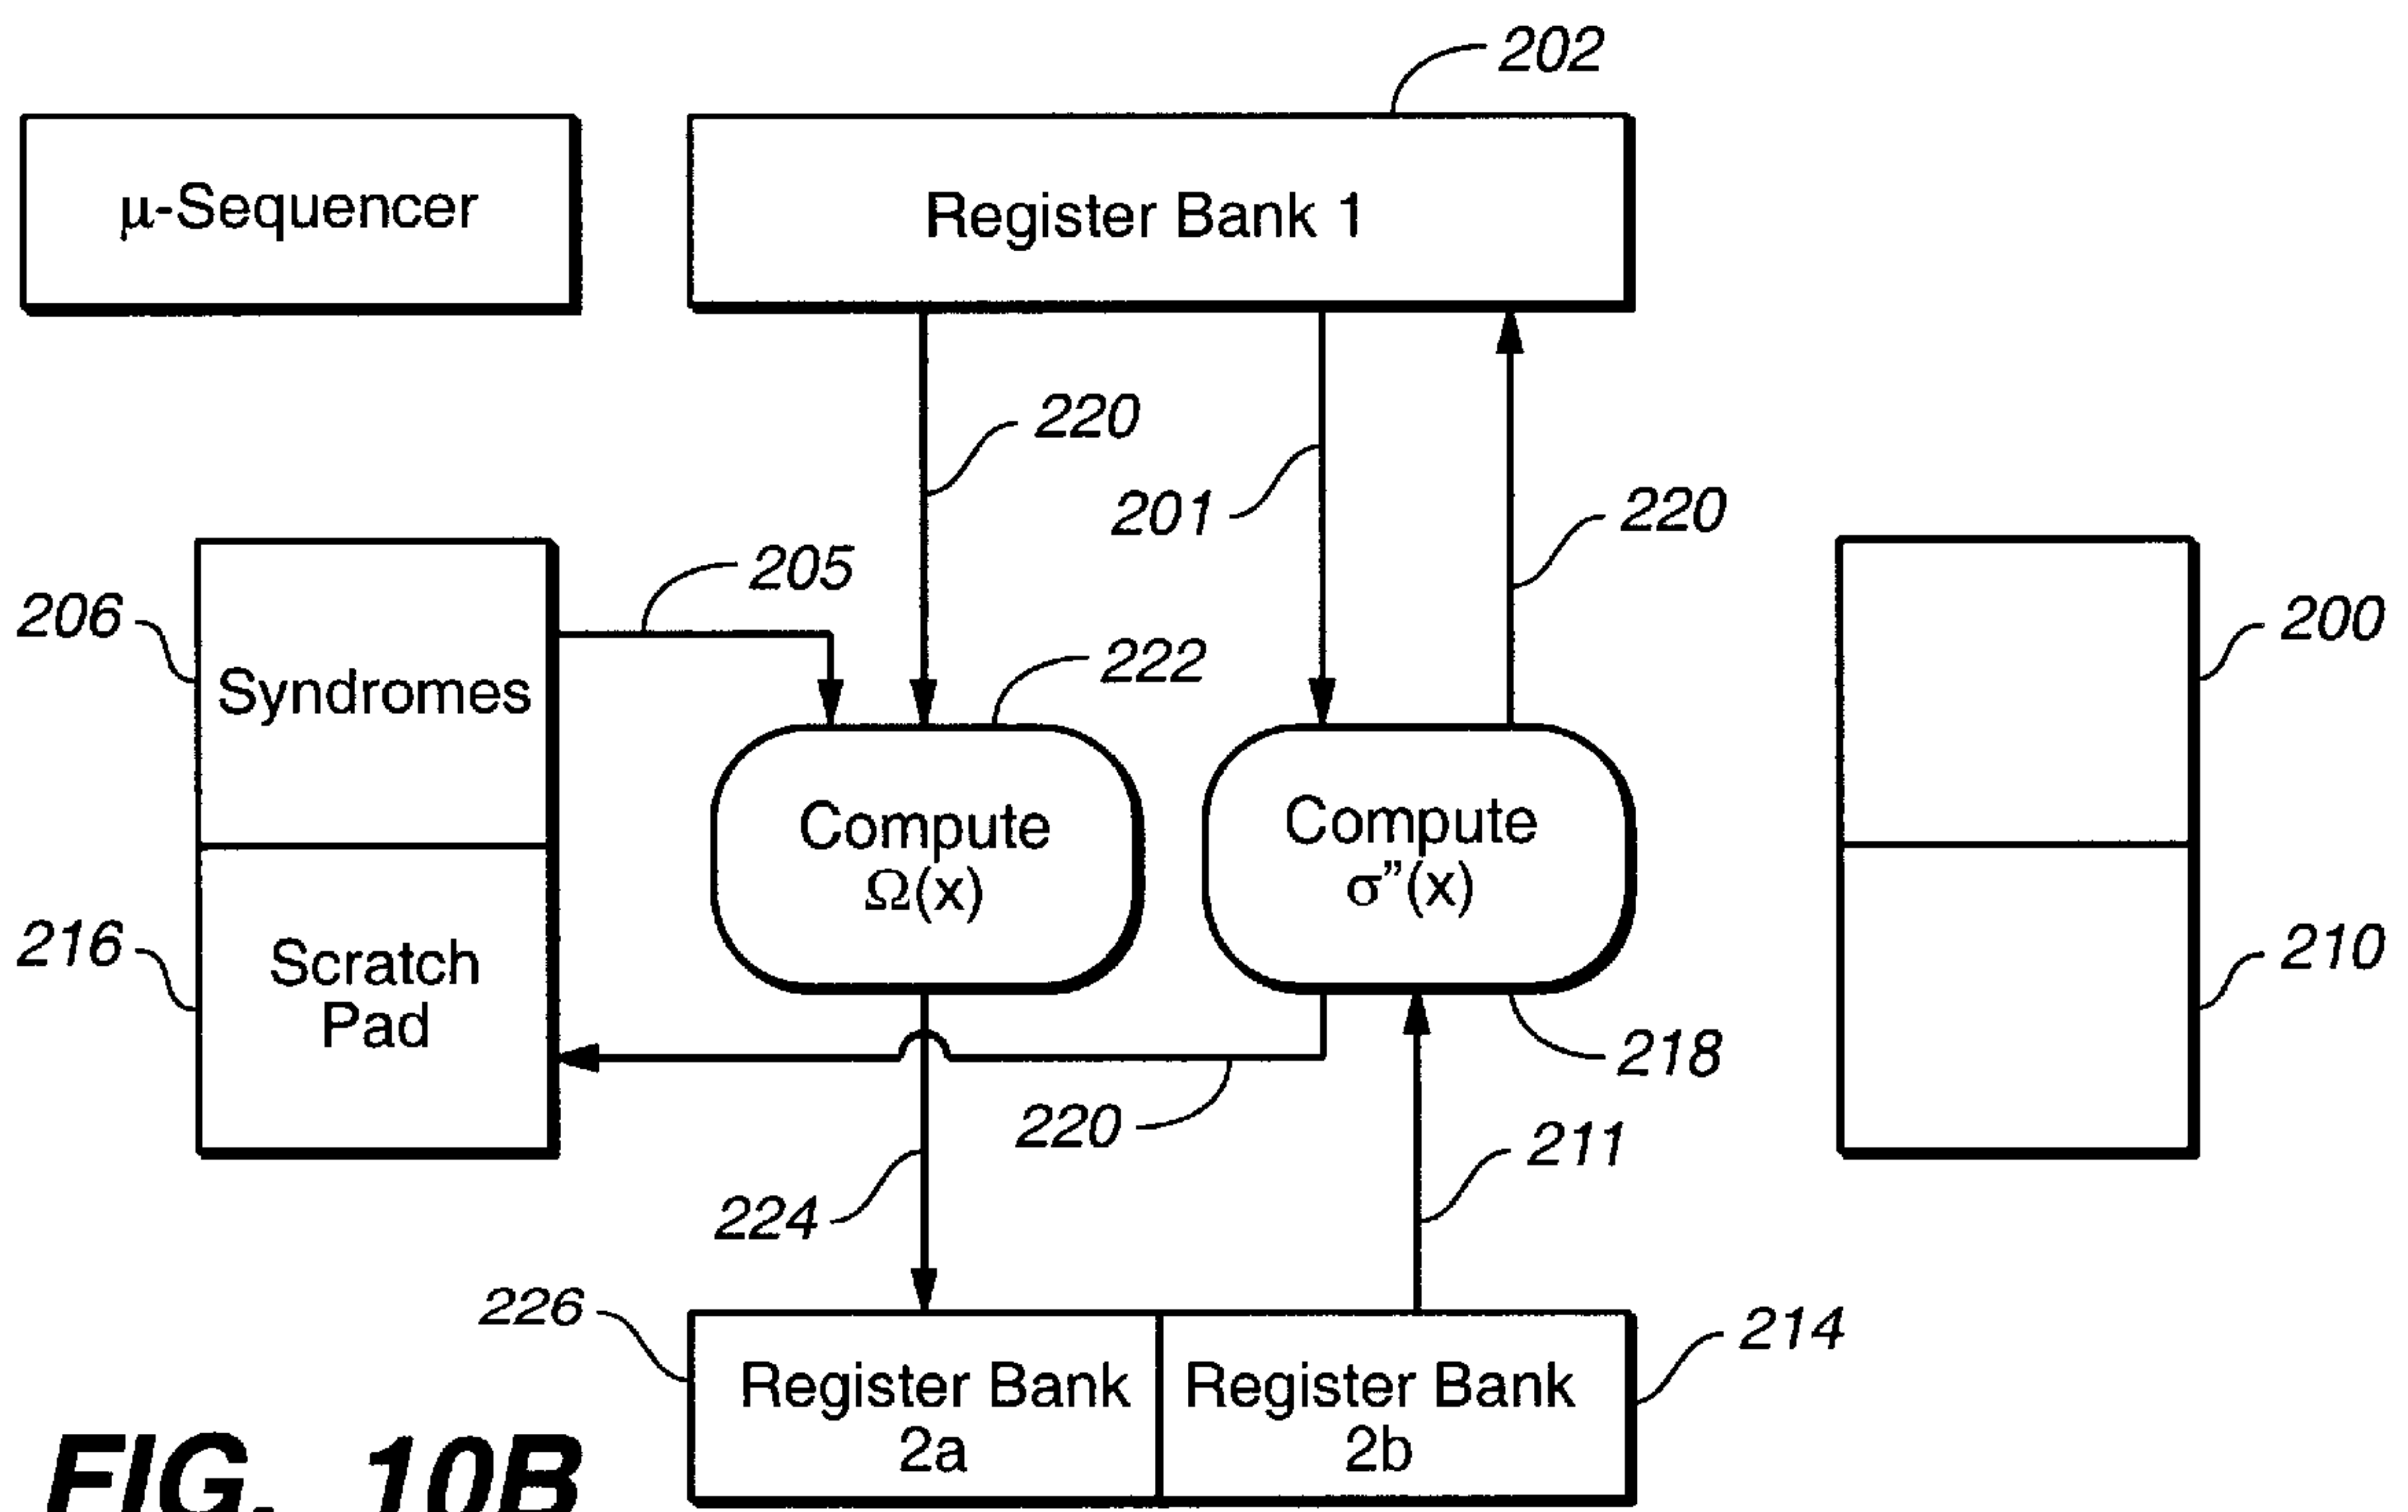 202
μ-Sequencer
Register Bank 1
220
201
220
205
206
Syndromes
222
200
Compute
Ω(x)
Compute
σ”(x)
216
Scratch
Pad
210
218
220
211
224
226
214
Register Bank
2a
Register Bank
2b
FIG. 10B